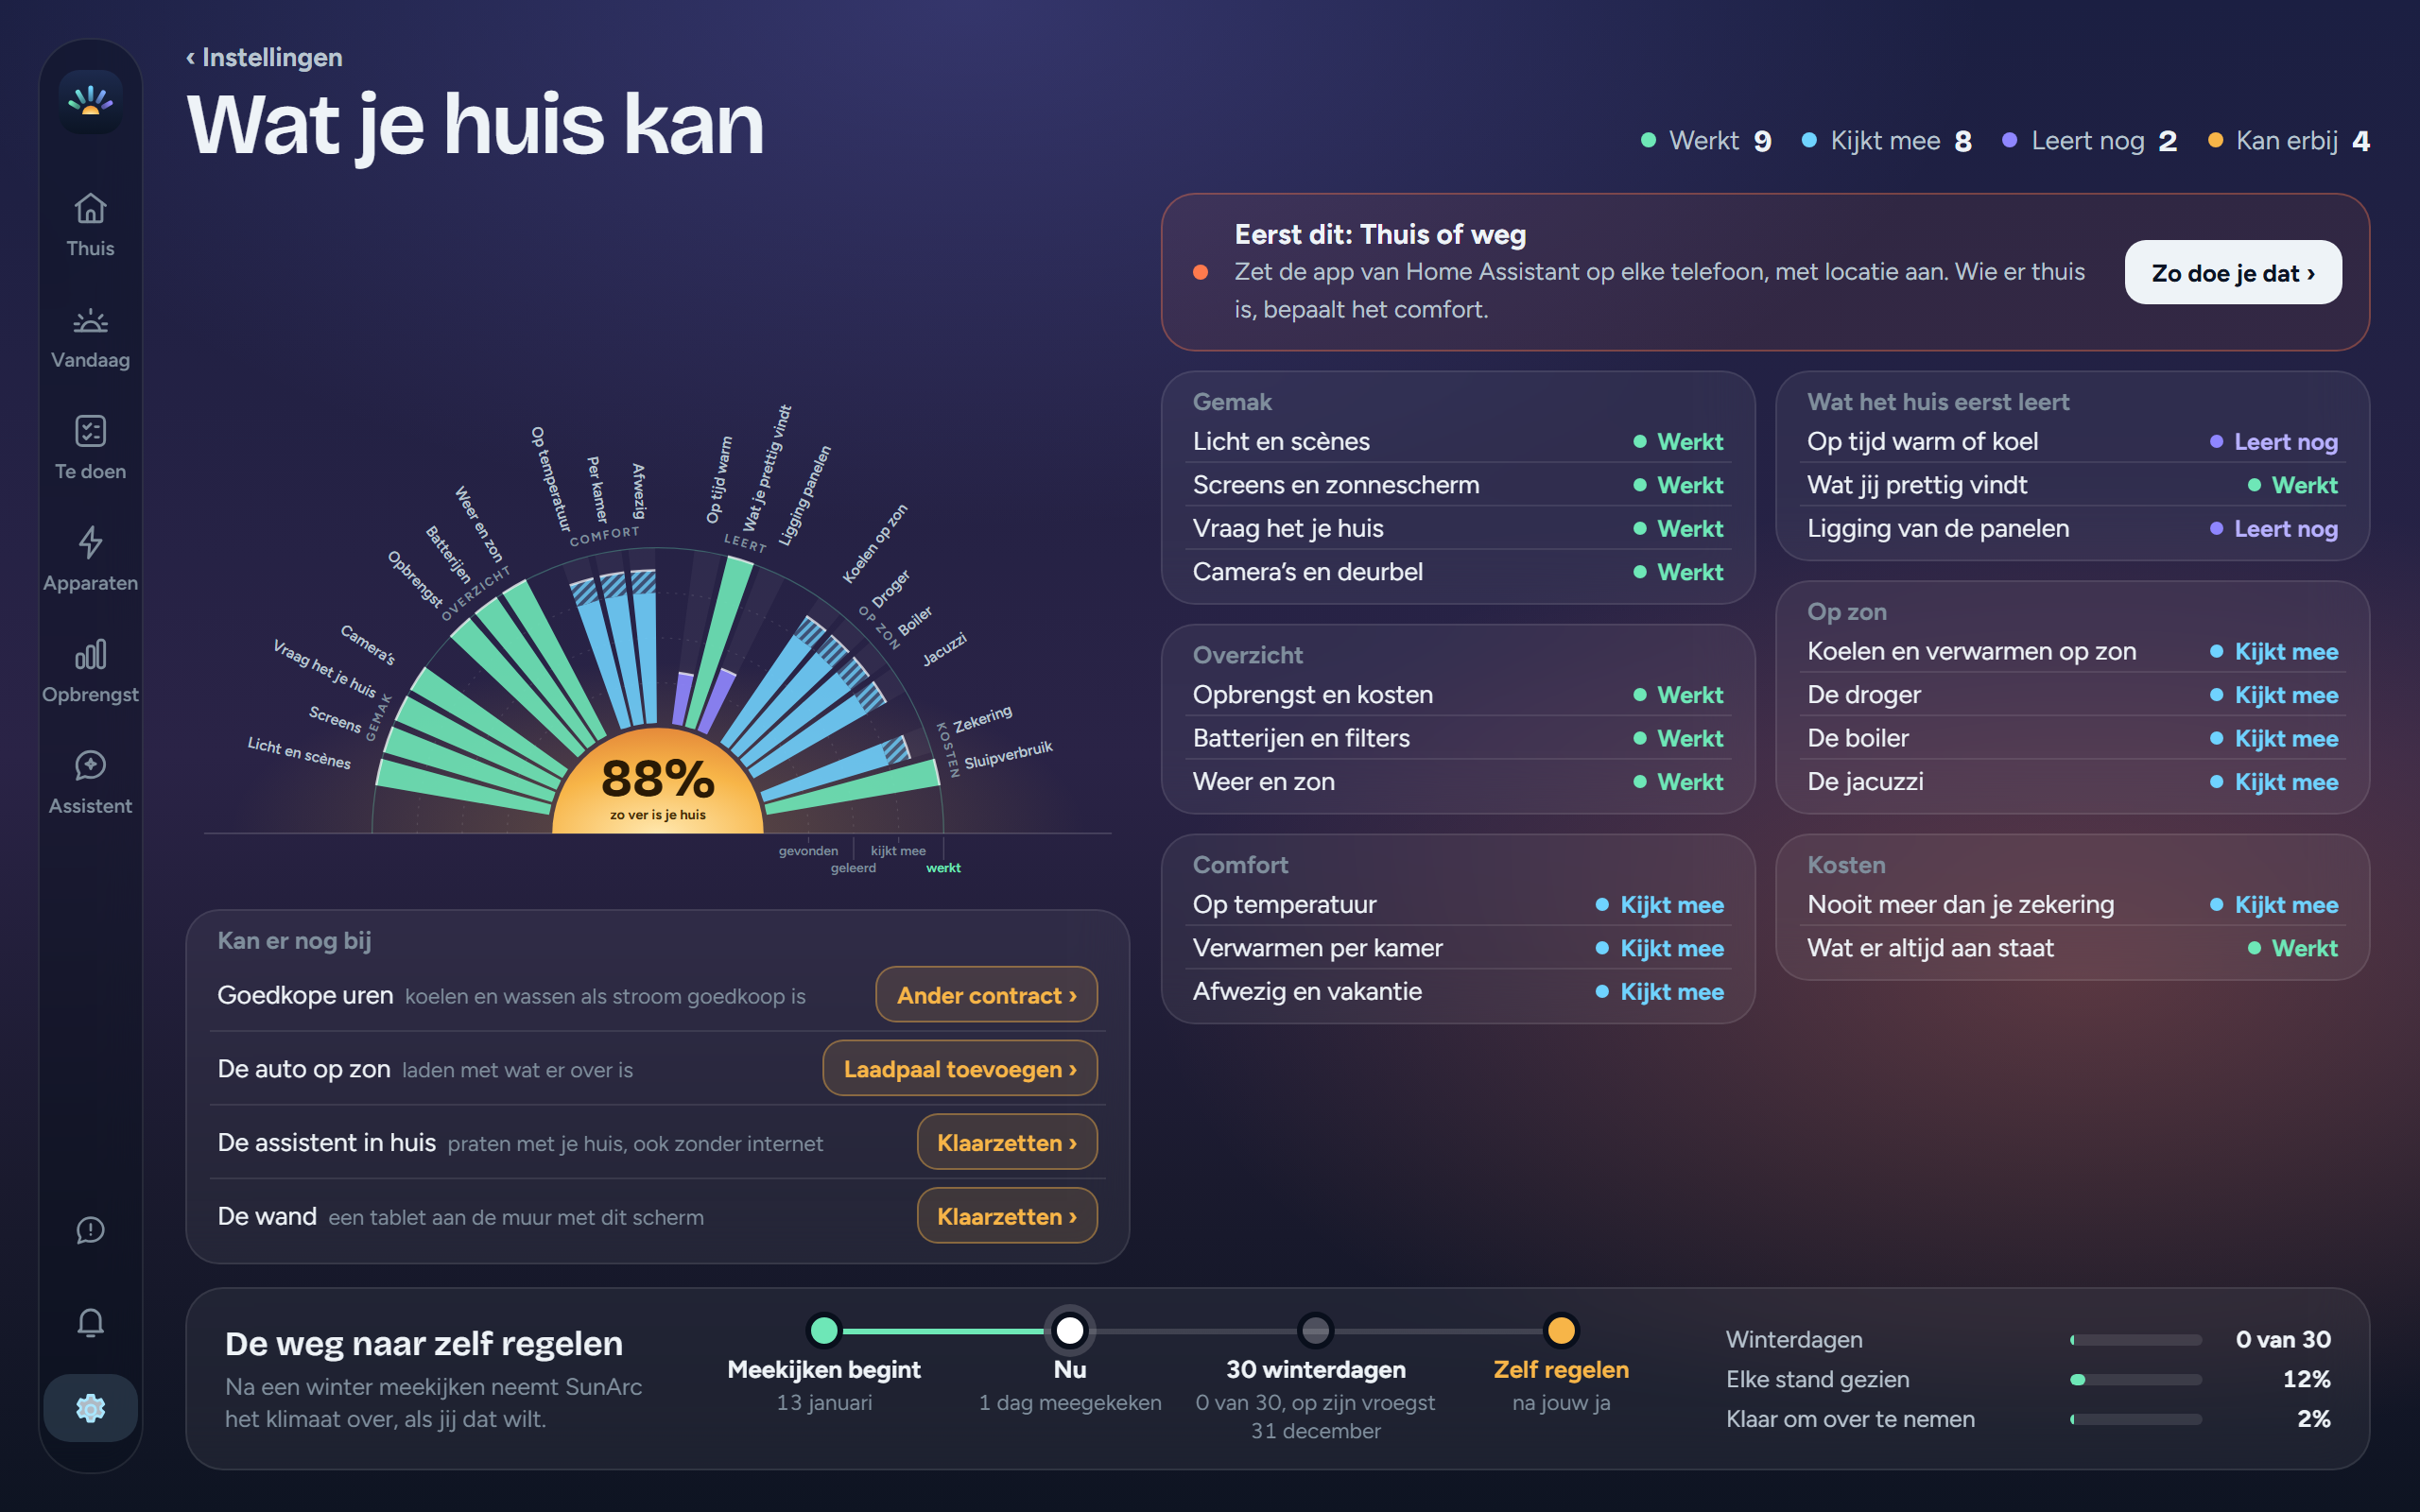 ‹ Instellingen
Wat je huis kan
Werkt 9
Kijkt mee 8
Leert nog 2
Kan erbij 4
Thuis
Vandaag
Te doen
Apparaten
Opbrengst
Assistent
Licht en scènes
Screens
Vraag het je huis
Camera's
GEMAK
Opbrengst
Batterijen
Weer en zon
OVERZICHT
Op temperatuur
Per kamer
Afwezig
COMFORT
Op tijd warm
Wat je prettig vindt
Ligging panelen
LEERT
Koelen op zon
Droger
Boiler
Jacuzzi
OP ZON
Zekering
Sluipverbruik
KOSTEN
88%
zo ver is je huis
gevonden
geleerd
kijkt mee
werkt
Kan er nog bij
Goedkope uren koelen en wassen als stroom goedkoop is
Ander contract ›
De auto op zon laden met wat er over is
Laadpaal toevoegen ›
De assistent in huis praten met je huis, ook zonder internet
Klaarzetten ›
De wand een tablet aan de muur met dit scherm
Klaarzetten ›
Eerst dit: Thuis of weg
Zet de app van Home Assistant op elke telefoon, met locatie aan. Wie er thuis
is, bepaalt het comfort.
Zo doe je dat ›
Gemak
Licht en scènes Werkt
Screens en zonnescherm Werkt
Vraag het je huis Werkt
Camera’s en deurbel Werkt
Overzicht
Opbrengst en kosten Werkt
Batterijen en filters Werkt
Weer en zon Werkt
Comfort
Op temperatuur Kijkt mee
Verwarmen per kamer Kijkt mee
Afwezig en vakantie Kijkt mee
Wat het huis eerst leert
Op tijd warm of koel Leert nog
Wat jij prettig vindt Werkt
Ligging van de panelen Leert nog
Op zon
Koelen en verwarmen op zon Kijkt mee
De droger Kijkt mee
De boiler Kijkt mee
De jacuzzi Kijkt mee
Kosten
Nooit meer dan je zekering Kijkt mee
Wat er altijd aan staat Werkt
De weg naar zelf regelen
Na een winter meekijken neemt SunArc
het klimaat over, als jij dat wilt.
Meekijken begint
13 januari
Nu
1 dag meegekeken
30 winterdagen
0 van 30, op zijn vroegst
31 december
Zelf regelen
na jouw ja
Winterdagen 0 van 30
Elke stand gezien 12%
Klaar om over te nemen 2%